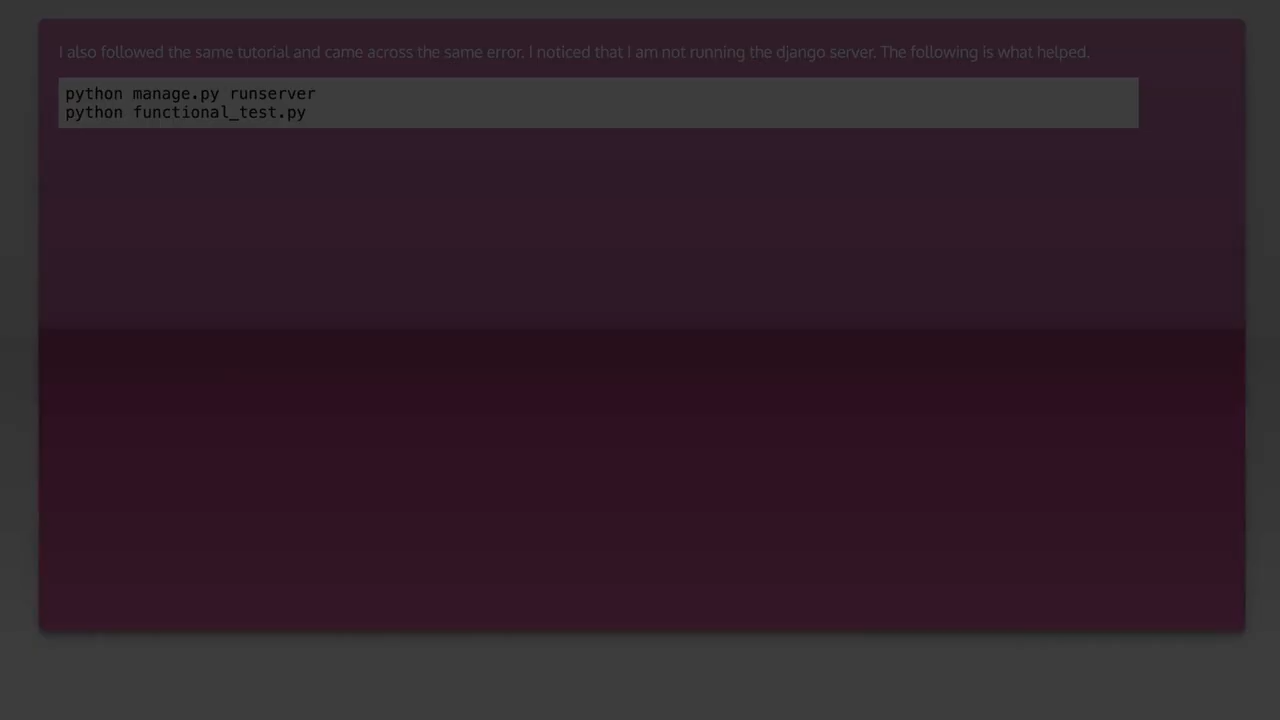 I also followed the same tutorial and came across the same error. I noticed that I am not running the django server. The following is what helped.
python manage.py runserver
python functional_test.py